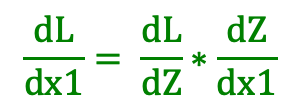 dL/dx1 = dL/dZ * dZ/dx1